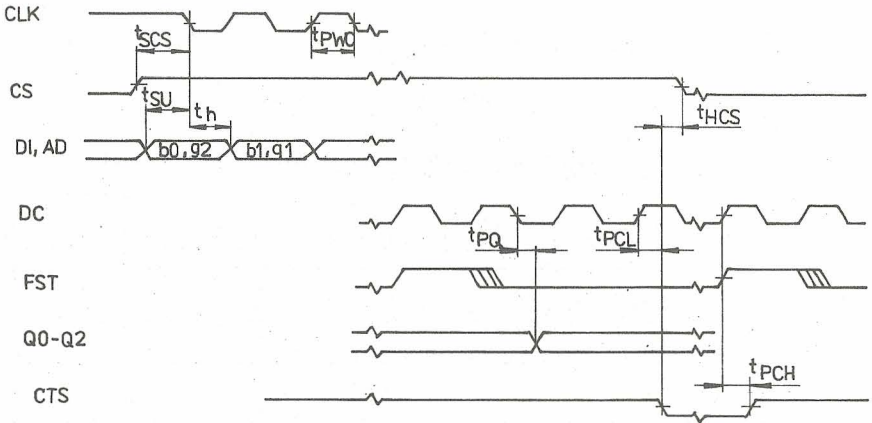 CLK
tSCS
tPWC
CS
tSU
th
tHCS
DI, AD
b0,g2
b1,g1
DC
tPQ
tPCL
FST
Q0-Q2
tPCH
CTS